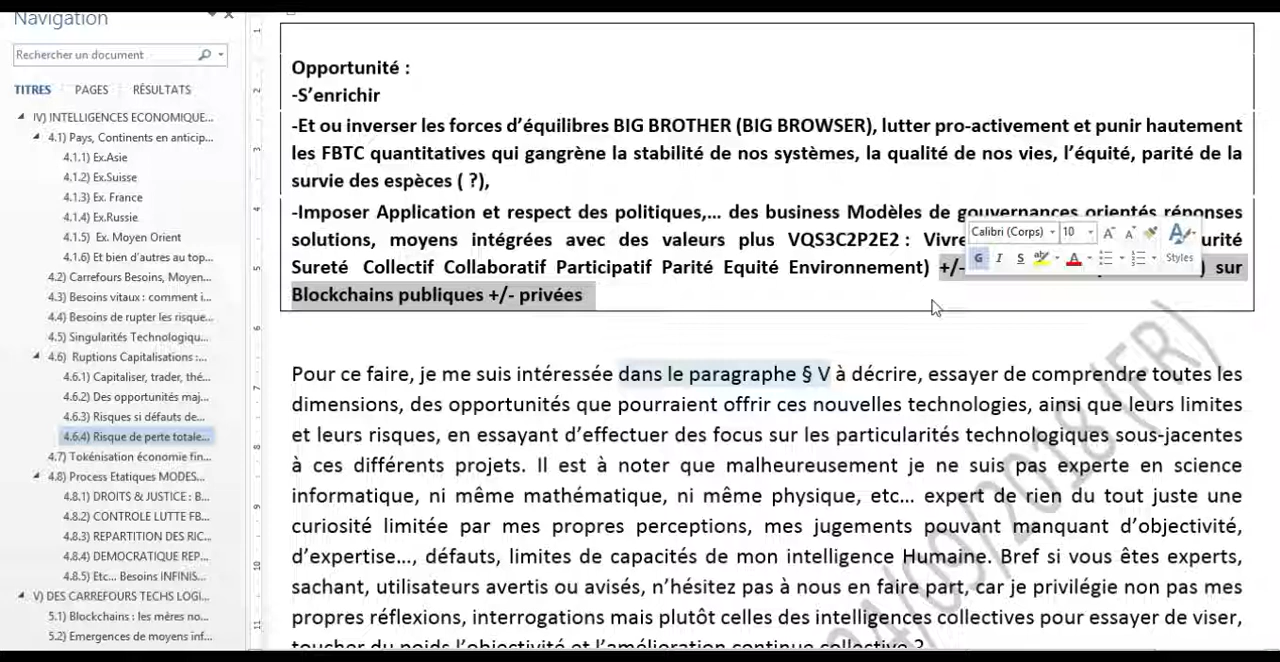 Navigation
Rechercher un document
TITRES PAGES RÉSULTATS
IV) INTELLIGENCES ECONOMIQUE...
4.1) Pays, Continents en anticip...
4.1.1) Ex.Asie
4.1.2) Ex.Suisse
4.1.3) Ex. France
4.1.4) Ex.Russie
4.1.5) Ex. Moyen Orient
4.1.6) Et bien d'autres au top...
4.2) Carrefours Besoins, Moyen...
4.3) Besoins vitaux : comment i...
4.4) Besoins de rupter les risque...
4.5) Singularités Technologiqu...
4.6) Ruptions Capitalisations :...
4.6.1) Capitaliser, trader, thé...
4.6.2) Des opportunités maj...
4.6.3) Risques si défauts de...
4.6.4) Risque de perte totale...
4.7) Tokénisation économie fin...
4.8) Process Etatiques MODES...
4.8.1) DROITS & JUSTICE : B...
4.8.2) CONTROLE LUTTE FB...
4.8.3) REPARTITION DES RIC...
4.8.4) DEMOCRATIQUE REP...
4.8.5) Etc... Besoins INFINIS...
V) DES CARREFOURS TECHS LOGI...
5.1) Blockchains : les mères no...
5.2) Emergences de moyens inf...
Opportunité :
-S'enrichir
-Et ou inverser les forces d'équilibres BIG BROTHER (BIG BROWSER), lutter pro-activement et punir hautement
les FBTC quantitatives qui gangrène la stabilité de nos systèmes, la qualité de nos vies, l'équité, parité de la
survie des espèces ( ?),
-Imposer Application et respect des politiques,... des business Modèles de gouvernances orientés réponses
solutions, moyens intégrées avec des valeurs plus VQS3C2P2E2 : Vivre urité
Sureté Collectif Collaboratif Participatif Parité Equité Environnement) +/- ) sur
Blockchains publiques +/- privées
Calibri (Corps) 10
G I S Styles
Pour ce faire, je me suis intéressée dans le paragraphe § V à décrire, essayer de comprendre toutes les
dimensions, des opportunités que pourraient offrir ces nouvelles technologies, ainsi que leurs limites
et leurs risques, en essayant d'effectuer des focus sur les particularités technologiques sous-jacentes
à ces différents projets. Il est à noter que malheureusement je ne suis pas experte en science
informatique, ni même mathématique, ni même physique, etc... expert de rien du tout juste une
curiosité limitée par mes propres perceptions, mes jugements pouvant manquant d'objectivité,
d'expertise..., défauts, limites de capacités de mon intelligence Humaine. Bref si vous êtes experts,
sachant, utilisateurs avertis ou avisés, n'hésitez pas à nous en faire part, car je privilégie non pas mes
propres réflexions, interrogations mais plutôt celles des intelligences collectives pour essayer de viser,
toucher du poids l'objectivité et l'amélioration continue collective ?
24/09/2018 (FR)